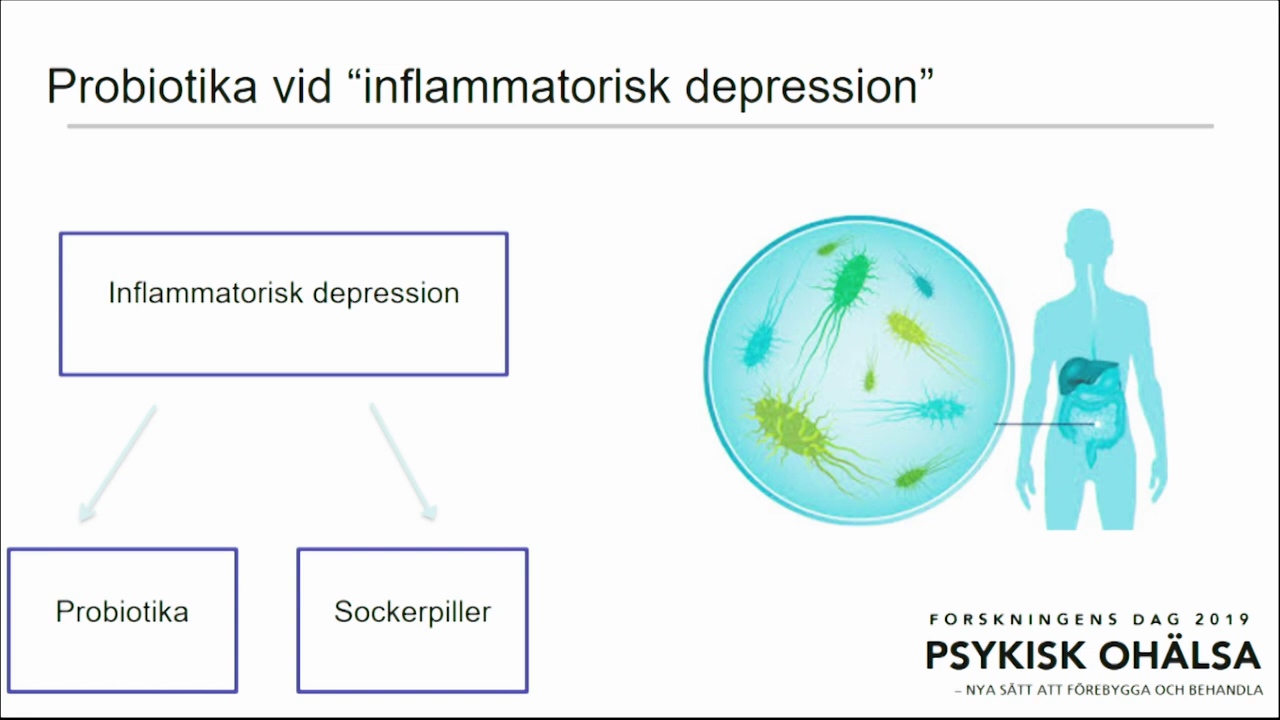 Probiotika vid “inflammatorisk depression”
Inflammatorisk depression
Probiotika
Sockerpiller
FORSKNINGENS DAG 2019
PSYKISK OHÄLSA
– NYA SÄTT ATT FÖREBYGGA OCH BEHANDLA